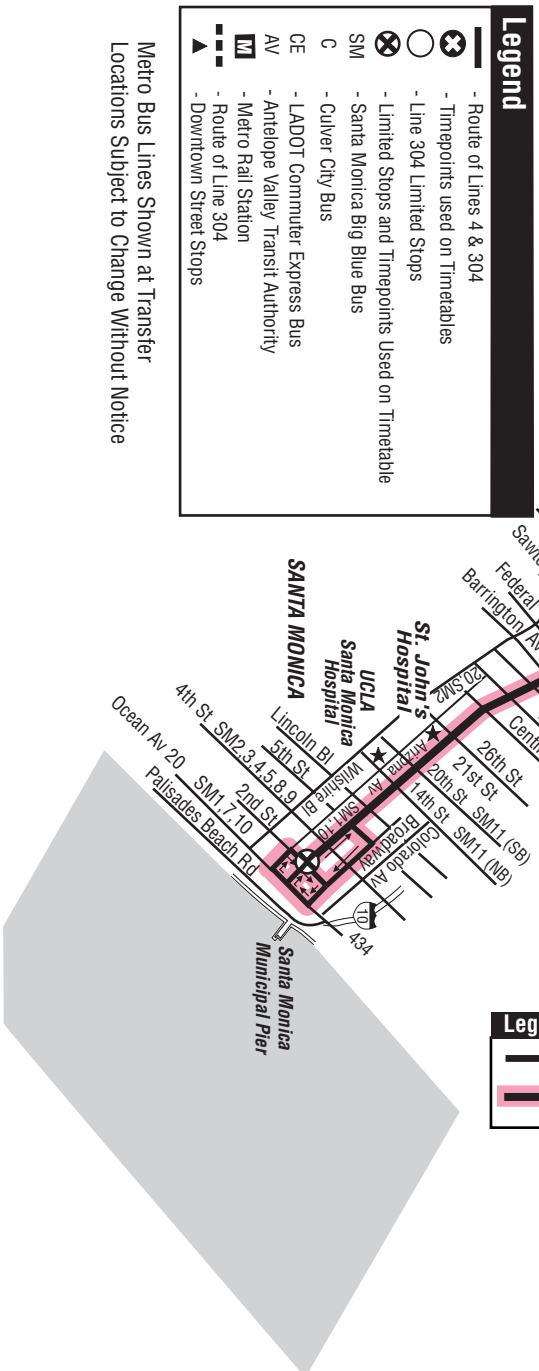 Legend
- Route of Lines 4 & 304
- Timepoints used on Timetables
- Line 304 Limited Stops
- Limited Stops and Timepoints Used on Timetable
SM - Santa Monica Big Blue Bus
C - Culver City Bus
CE - LADOT Commuter Express Bus
AV - Antelope Valley Transit Authority
M - Metro Rail Station
- Route of Line 304
- Downtown Street Stops
Metro Bus Lines Shown at Transfer
Locations Subject to Change Without Notice
Federal
Barrington Av
20,SM2
26th St
21st St
20th St SM11 (SB)
14th St SM11 (NB)
St. John's
Hospital
Arizona Av
UCLA
Santa Monica
Hospital
SANTA MONICA
Lincoln Bl
Wilshire Bl
SM1,10
Broadway
Colorado Av
5th St
4th St SM2,3,4,5,8,9
2nd St
Ocean Av 20 SM1,7,10
Palisades Beach Rd
10
434
Santa Monica
Municipal Pier
Leg